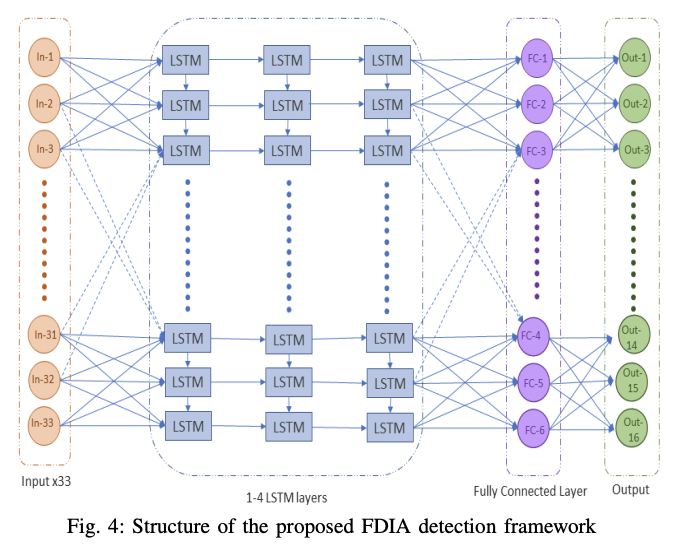 In-1 LSTM LSTM LSTM FC-1 Out-1
In-2 LSTM LSTM LSTM FC-2 Out-2
In-3 LSTM LSTM LSTM FC-3 Out-3
In-31 LSTM LSTM LSTM FC-4 Out-
14
In-32 LSTM LSTM LSTM FC-5 Out-
15
In-33 LSTM LSTM LSTM FC-6 Out-
16
Input x33
1-4 LSTM layers
Fully Connected Layer
Output
Fig. 4: Structure of the proposed FDIA detection framework